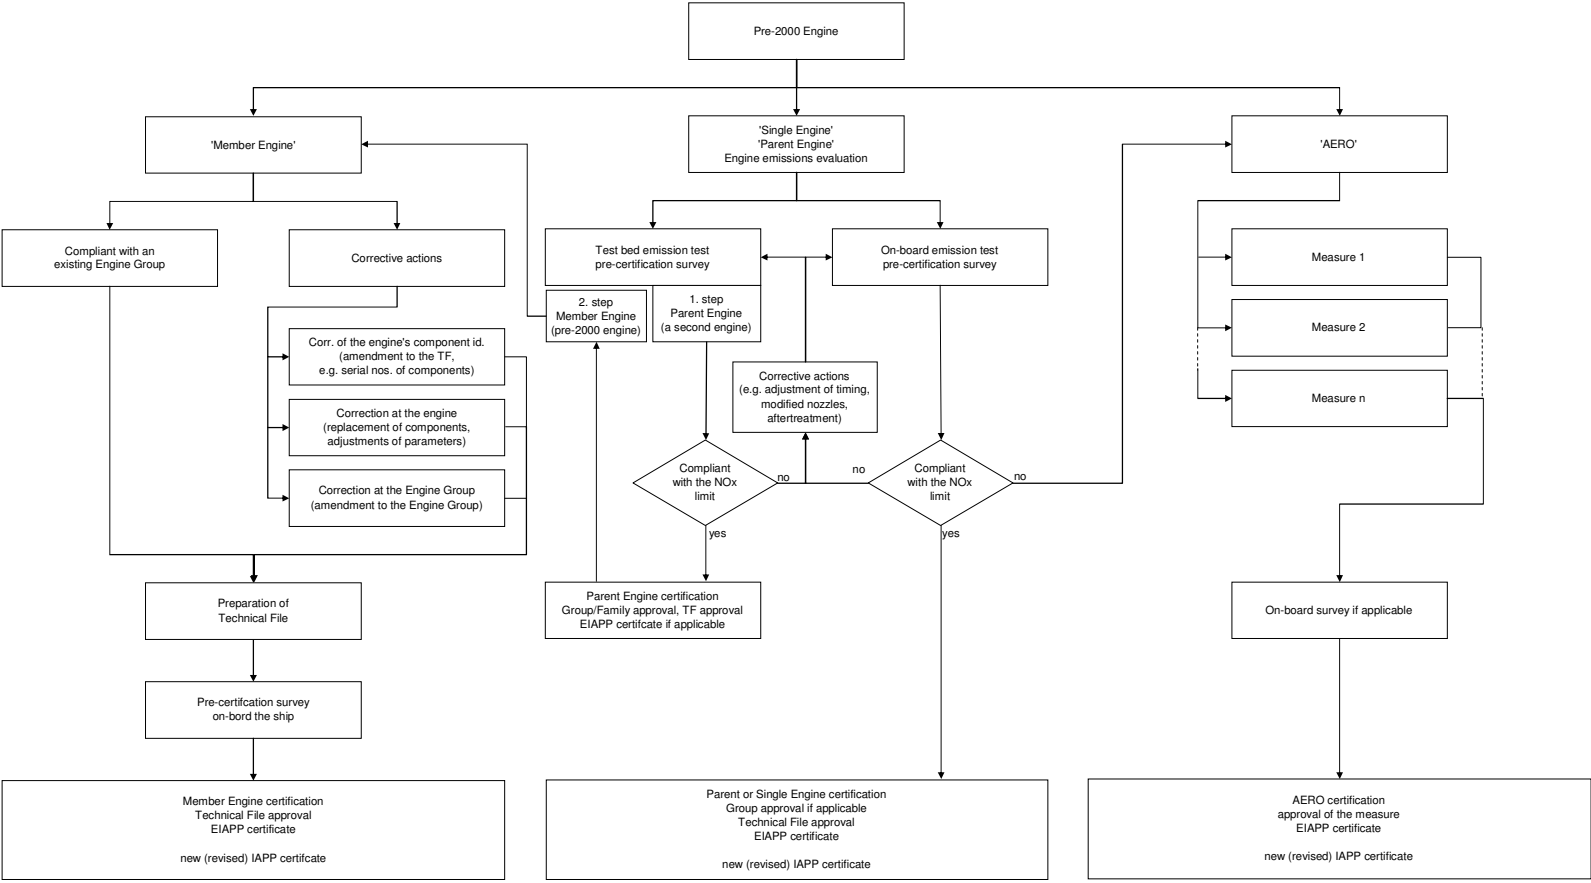 Pre-2000 Engine
'Member Engine'
'Single Engine'
'Parent Engine'
Engine emissions evaluation
'AERO'
Compliant with an
existing Engine Group
Corrective actions
Test bed emission test
pre-certification survey
On-board emission test
pre-certification survey
Measure 1
2. step
Member Engine
(pre-2000 engine)
1. step
Parent Engine
(a second engine)
Measure 2
Corr. of the engine's component id.
(amendment to the TF,
e.g. serial nos. of components)
Corrective actions
(e.g. adjustment of timing,
modified nozzles,
aftertreatment)
Measure n
Correction at the engine
(replacement of components,
adjustments of parameters)
Correction at the Engine Group
(amendment to the Engine Group)
Compliant
with the NOx
limit
no
no
Compliant
with the NOx
limit
no
yes
yes
Preparation of
Technical File
Parent Engine certification
Group/Family approval, TF approval
EIAPP certifcate if applicable
On-board survey if applicable
Pre-certifcation survey
on-bord the ship
Member Engine certification
Technical File approval
EIAPP certificate
new (revised) IAPP certifcate
Parent or Single Engine certification
Group approval if applicable
Technical File approval
EIAPP certificate
new (revised) IAPP certificate
AERO certification
approval of the measure
EIAPP certificate
new (revised) IAPP certificate